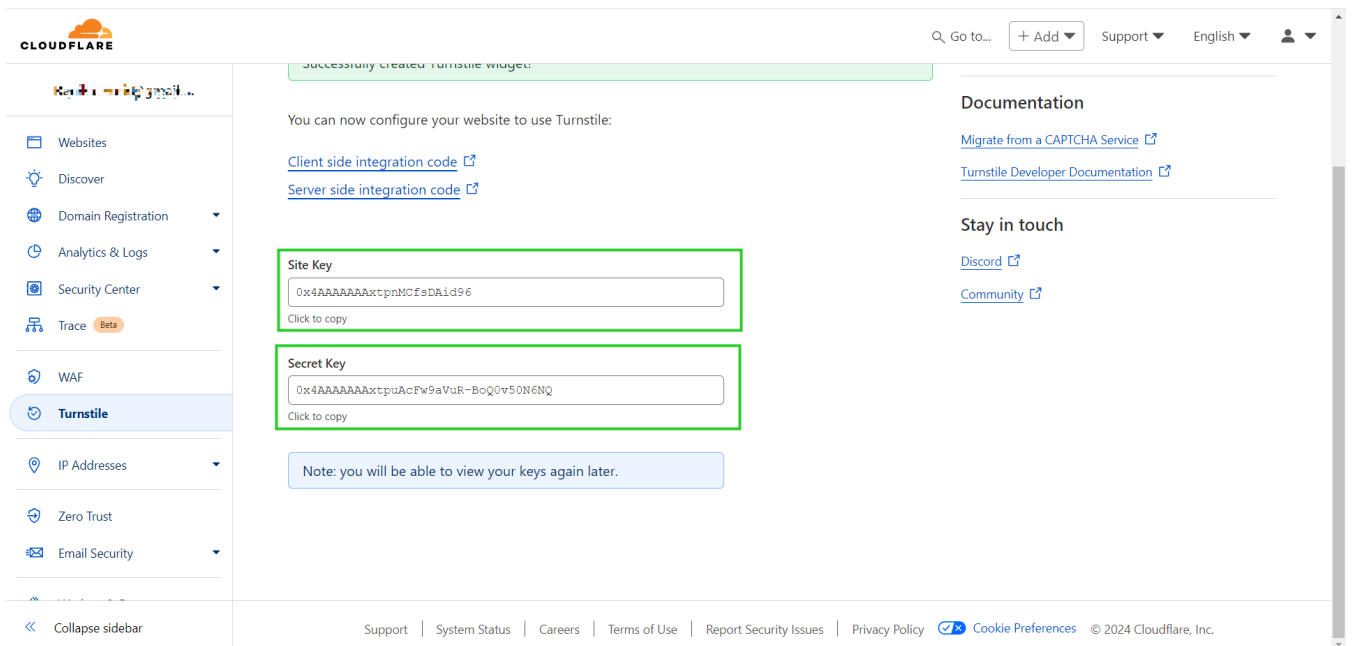 CLOUDFLARE
Go to...
+ Add
Support
English
Successfully created Turnstile widget!
You can now configure your website to use Turnstile:
Client side integration code
Server side integration code
Site Key
0x4AAAAAAAxtpnMCfsDAid96
Click to copy
Secret Key
0x4AAAAAAAxtpuAcFw9aVuR-BoQ0v50N6NQ
Click to copy
Note: you will be able to view your keys again later.
Documentation
Migrate from a CAPTCHA Service
Turnstile Developer Documentation
Stay in touch
Discord
Community
Websites
Discover
Domain Registration
Analytics & Logs
Security Center
Trace Beta
WAF
Turnstile
IP Addresses
Zero Trust
Email Security
Collapse sidebar
Support
System Status
Careers
Terms of Use
Report Security Issues
Privacy Policy
Cookie Preferences
© 2024 Cloudflare, Inc.